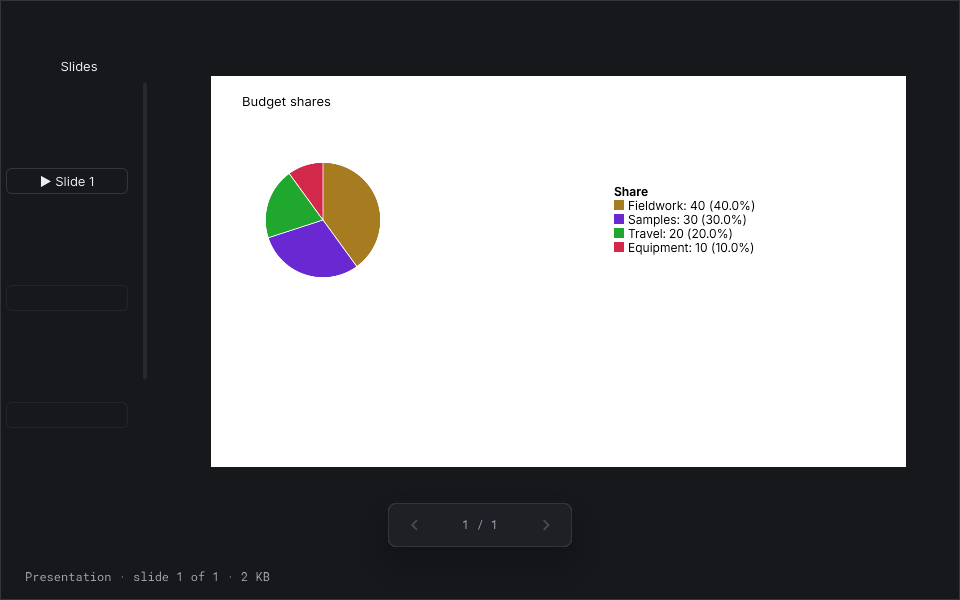 Slides
▶ Slide 1
Budget shares
Share
Fieldwork: 40 (40.0%)
Samples: 30 (30.0%)
Travel: 20 (20.0%)
Equipment: 10 (10.0%)
1 / 1
Presentation · slide 1 of 1 · 2 KB